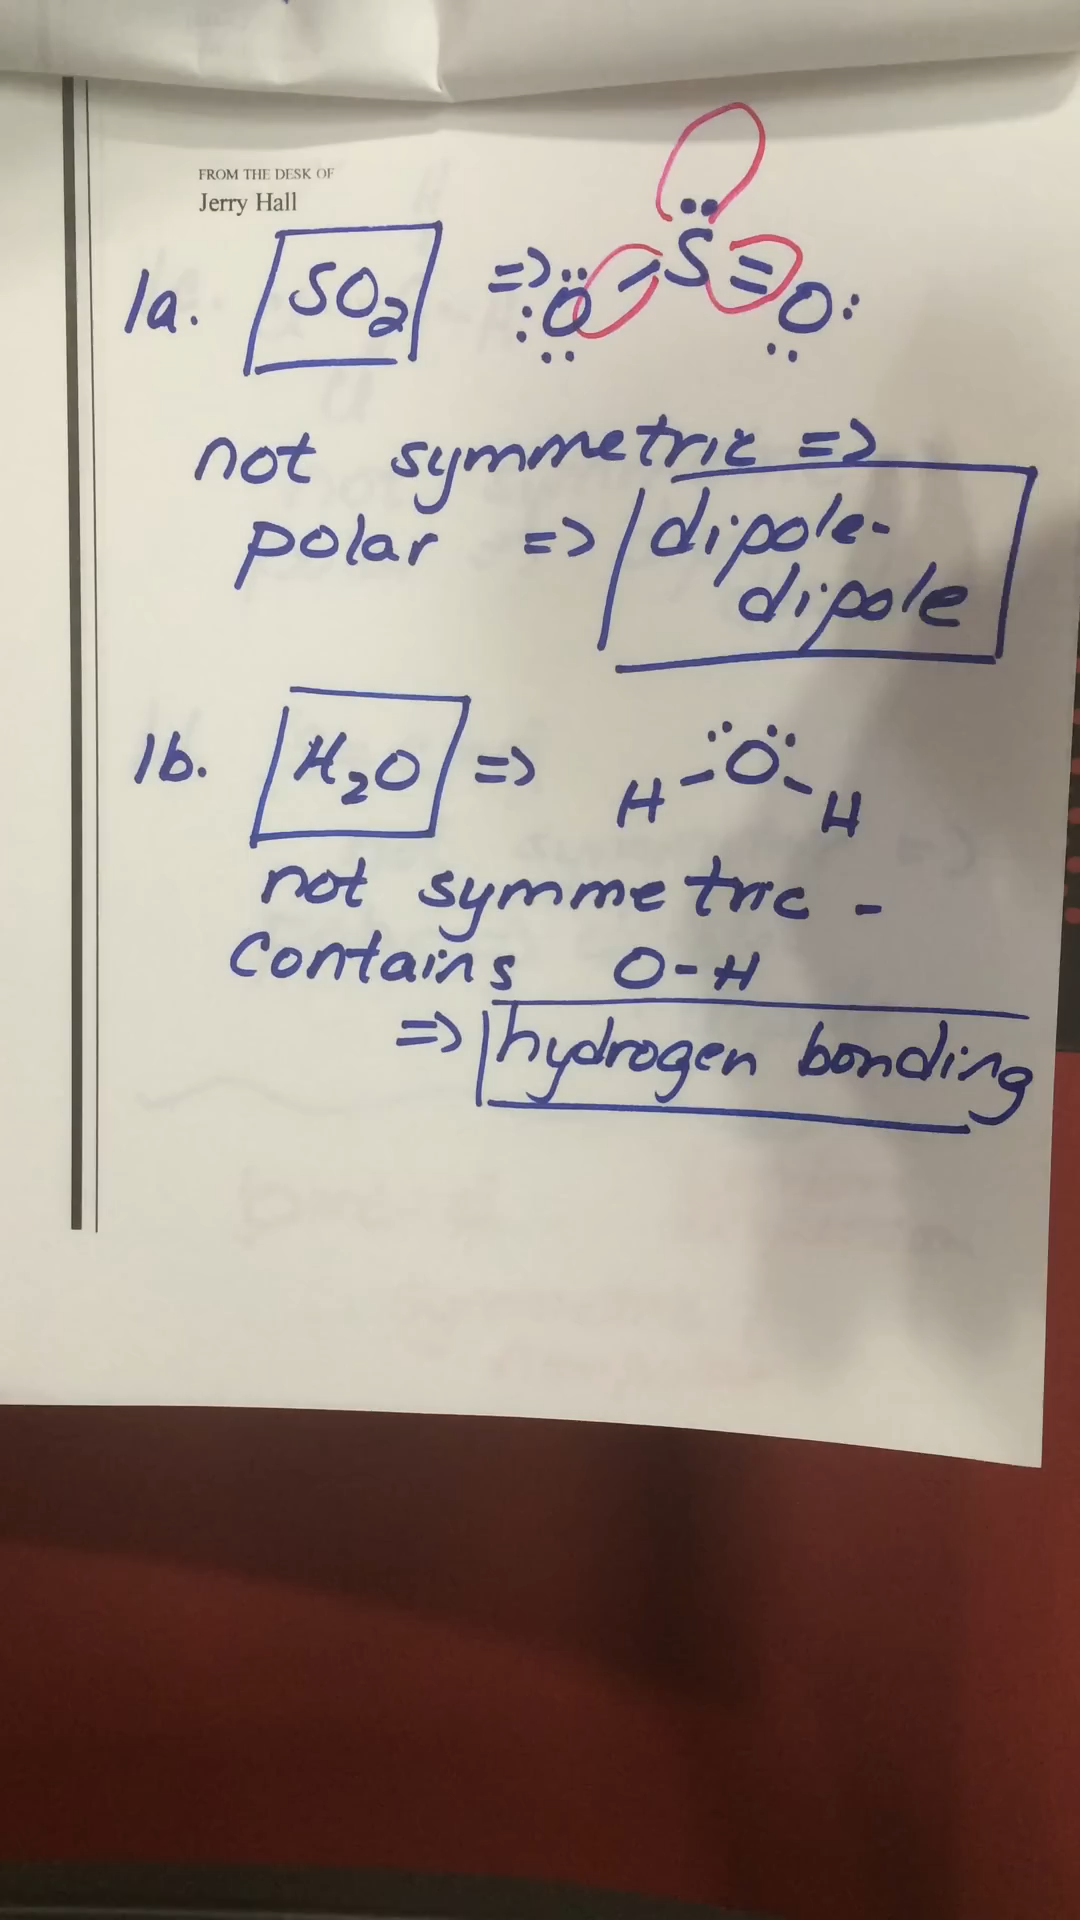 FROM THE DESK OF
Jerry Hall
1a. SO₂ => :Ö̤-S̈=O̤:
not symmetric =>
polar => dipole-
dipole
1b. H₂O => H-Ö-H
not symmetric -
contains O-H
=> hydrogen bonding